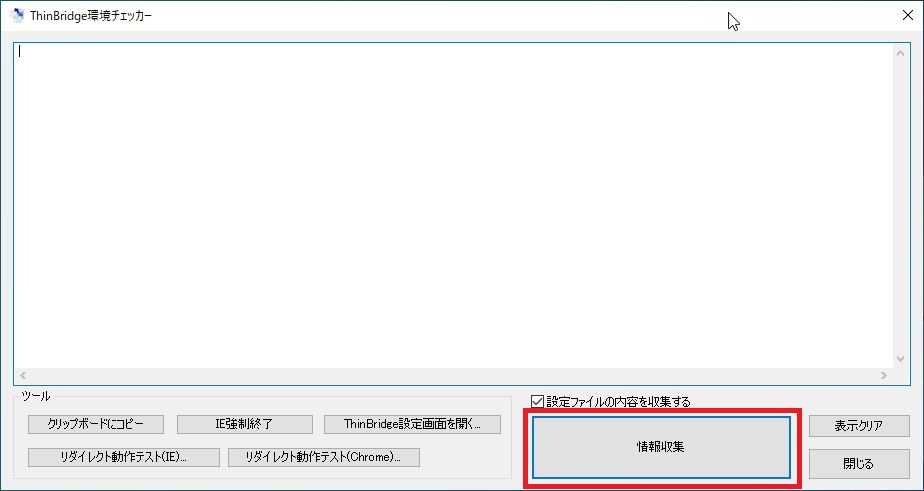 ThinBridge環境チェッカー
ツール
クリップボードにコピー
IE強制終了
ThinBridge設定画面を開く...
リダイレクト動作テスト(IE)...
リダイレクト動作テスト(Chrome)...
設定ファイルの内容を収集する
情報収集
表示クリア
閉じる